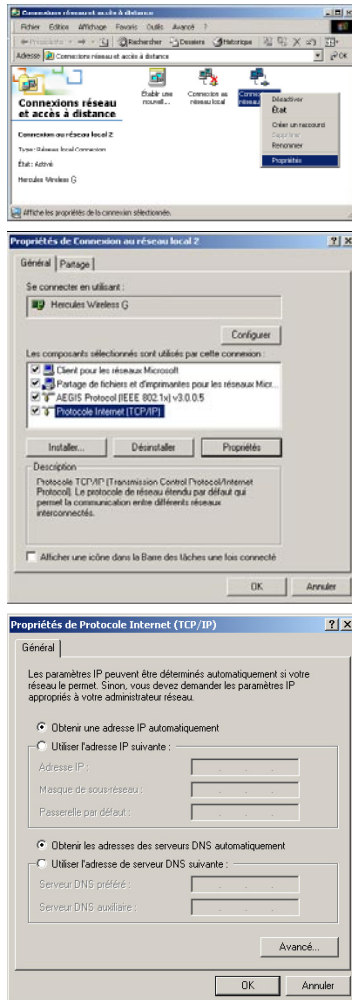 Connexions réseau et accès à distance
Fichier Edition Affichage Favoris Outils Avancé ?
Rechercher Dossiers Historique
Adresse Connexions réseau et accès à distance OK
Connexions réseau
et accès à distance
Connexion au réseau local 2
Type : Réseau local Connexion
État : Activé
Hercules Wireless G
Établir une
nouvell...
Connexion au
réseau local
Désactiver
État
Créer un raccourci
Supprimer
Renommer
Propriétés
Affiche les propriétés de la connexion sélectionnée.
Propriétés de Connexion au réseau local 2
Général Partage
Se connecter en utilisant :
Hercules Wireless G
Configurer
Les composants sélectionnés sont utilisés par cette connexion :
Client pour les réseaux Microsoft
Partage de fichiers et d'imprimantes pour les réseaux Micr...
AEGIS Protocol (IEEE 802.1x) v3.0.0.5
Protocole Internet (TCP/IP)
Installer... Désinstaller Propriétés
Description
Protocole TCP/IP (Transmission Control Protocol/Internet
Protocol). Le protocole de réseau étendu par défaut qui
permet la communication entre différents réseaux
interconnectés.
Afficher une icône dans la Barre des tâches une fois connecté
OK Annuler
Propriétés de Protocole Internet (TCP/IP)
Général
Les paramètres IP peuvent être déterminés automatiquement si votre
réseau le permet. Sinon, vous devez demander les paramètres IP
appropriés à votre administrateur réseau.
Obtenir une adresse IP automatiquement
Utiliser l'adresse IP suivante :
Adresse IP :
Masque de sous-réseau :
Passerelle par défaut :
Obtenir les adresses des serveurs DNS automatiquement
Utiliser l'adresse de serveur DNS suivante :
Serveur DNS préféré :
Serveur DNS auxiliaire :
Avancé...
OK Annuler